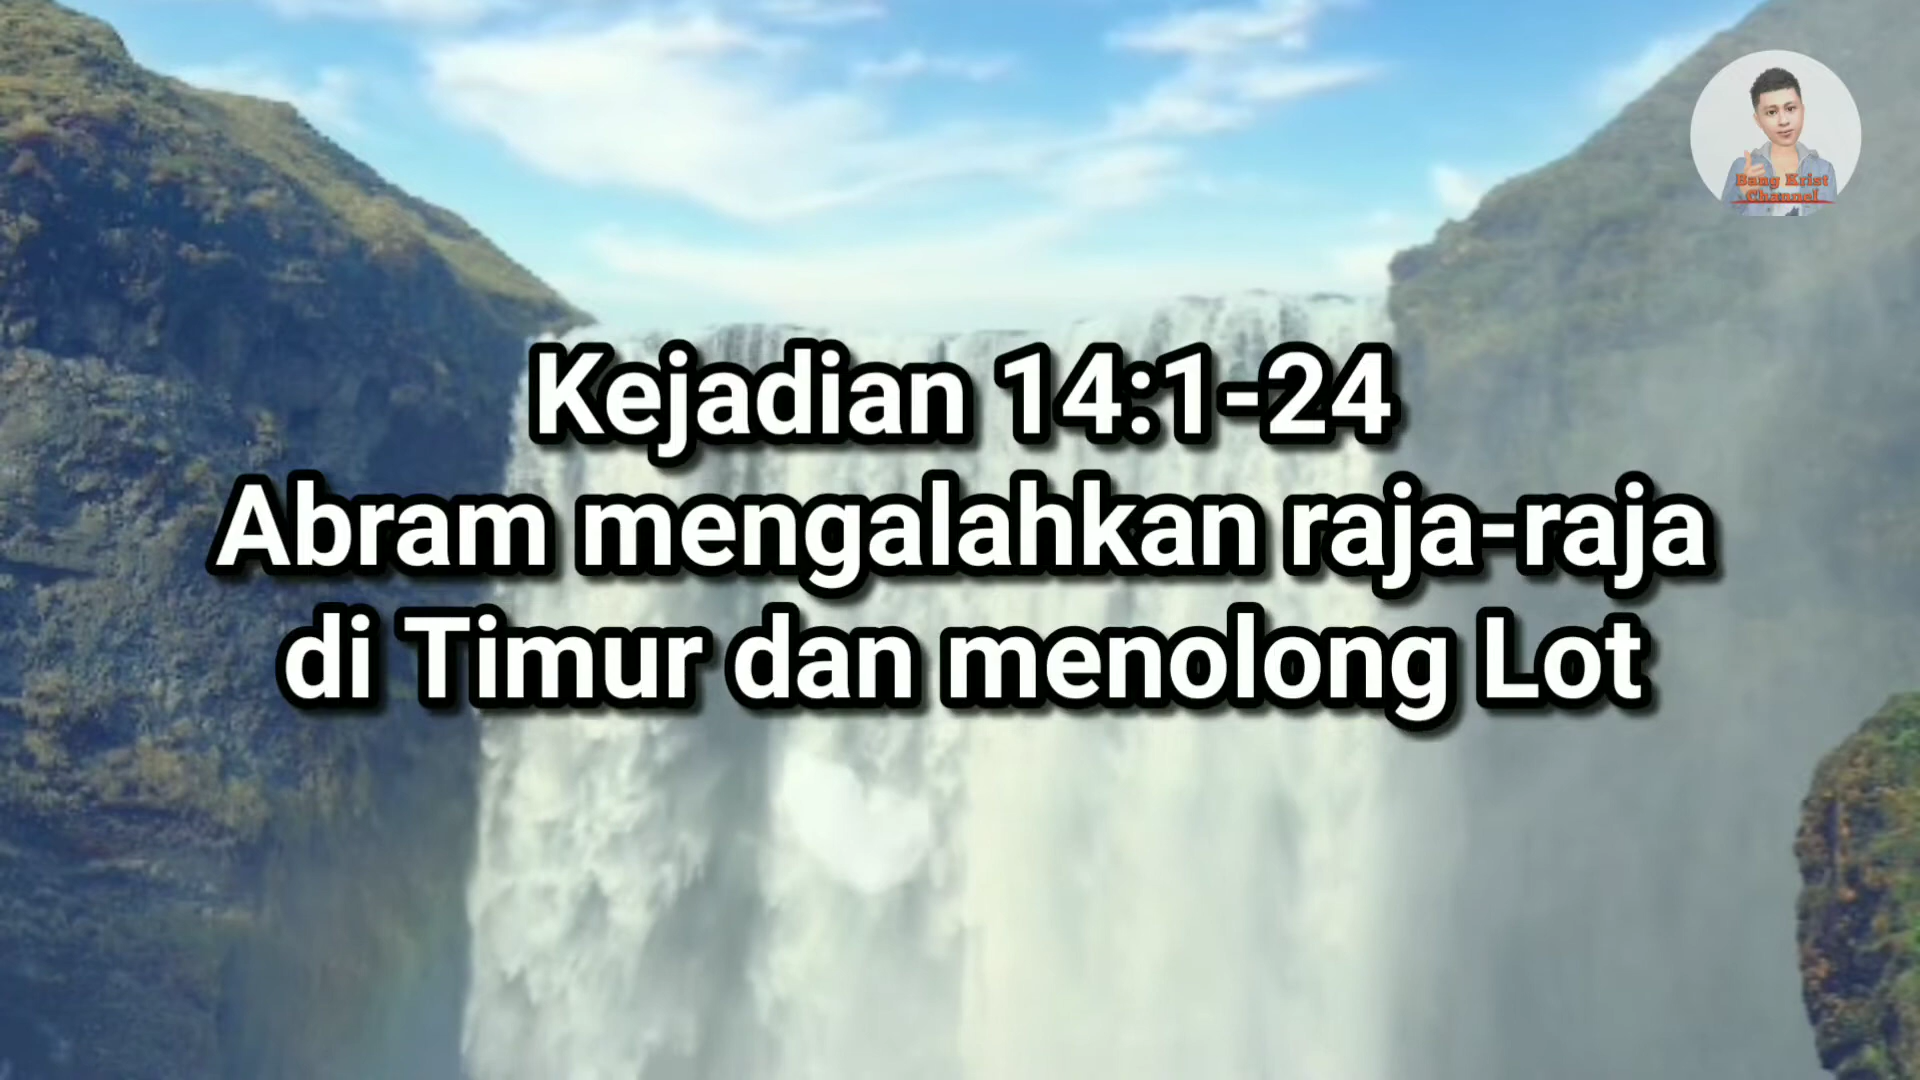 Bang Krist
Channel
Kejadian 14:1-24
Abram mengalahkan raja-raja
di Timur dan menolong Lot